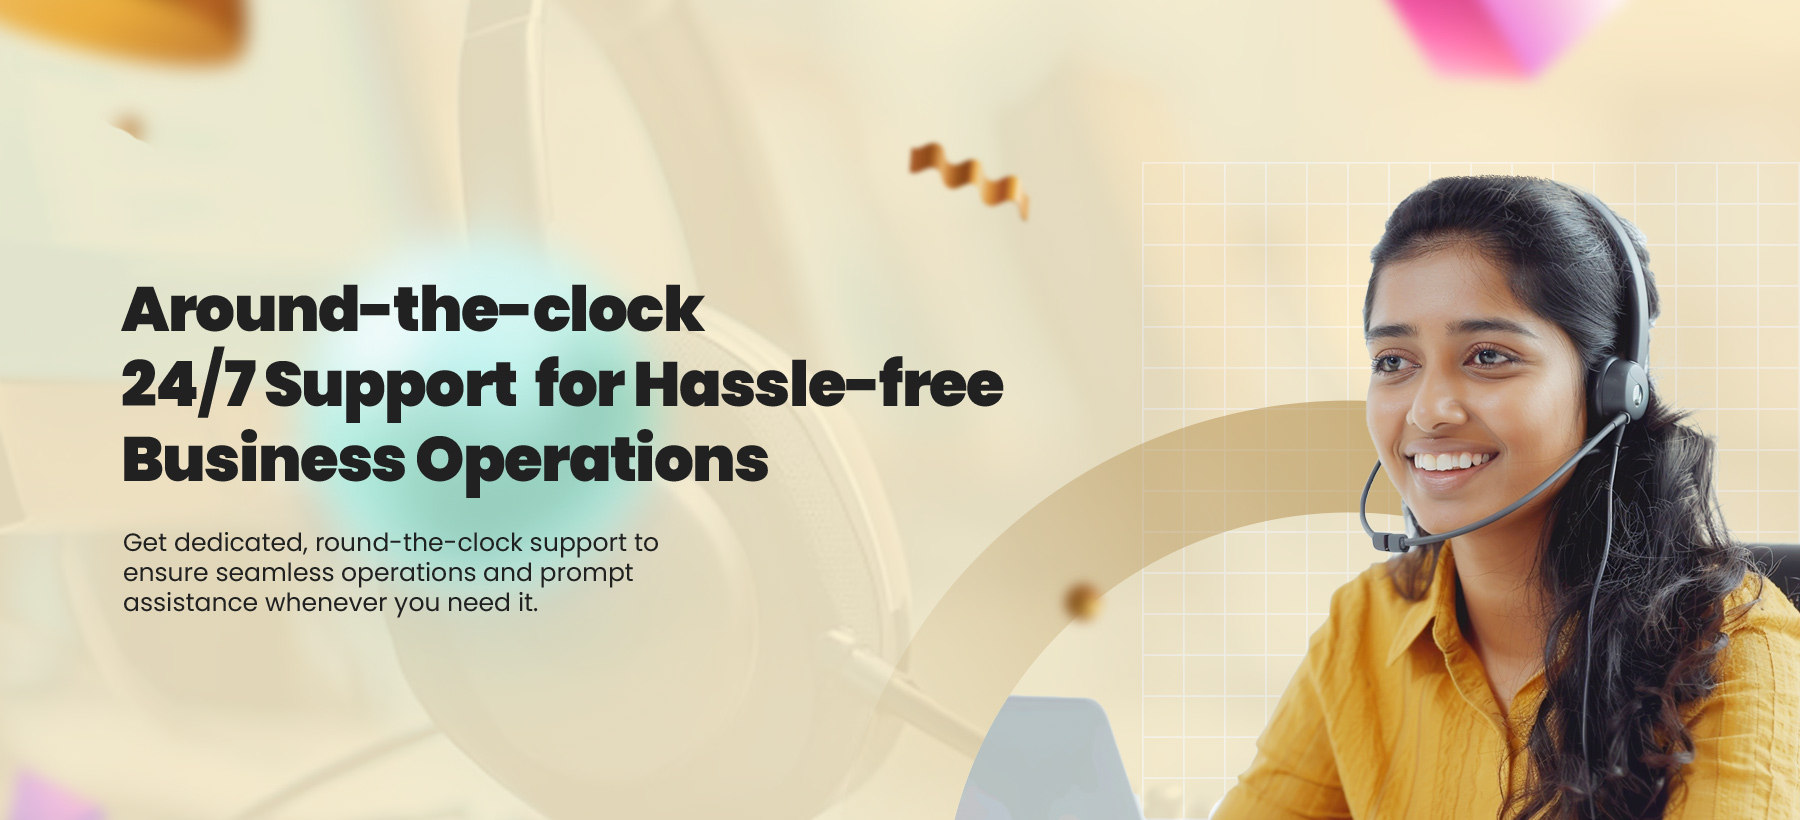 Around-the-clock
24/7 Support for Hassle-free
Business Operations
Get dedicated, round-the-clock support to
ensure seamless operations and prompt
assistance whenever you need it.